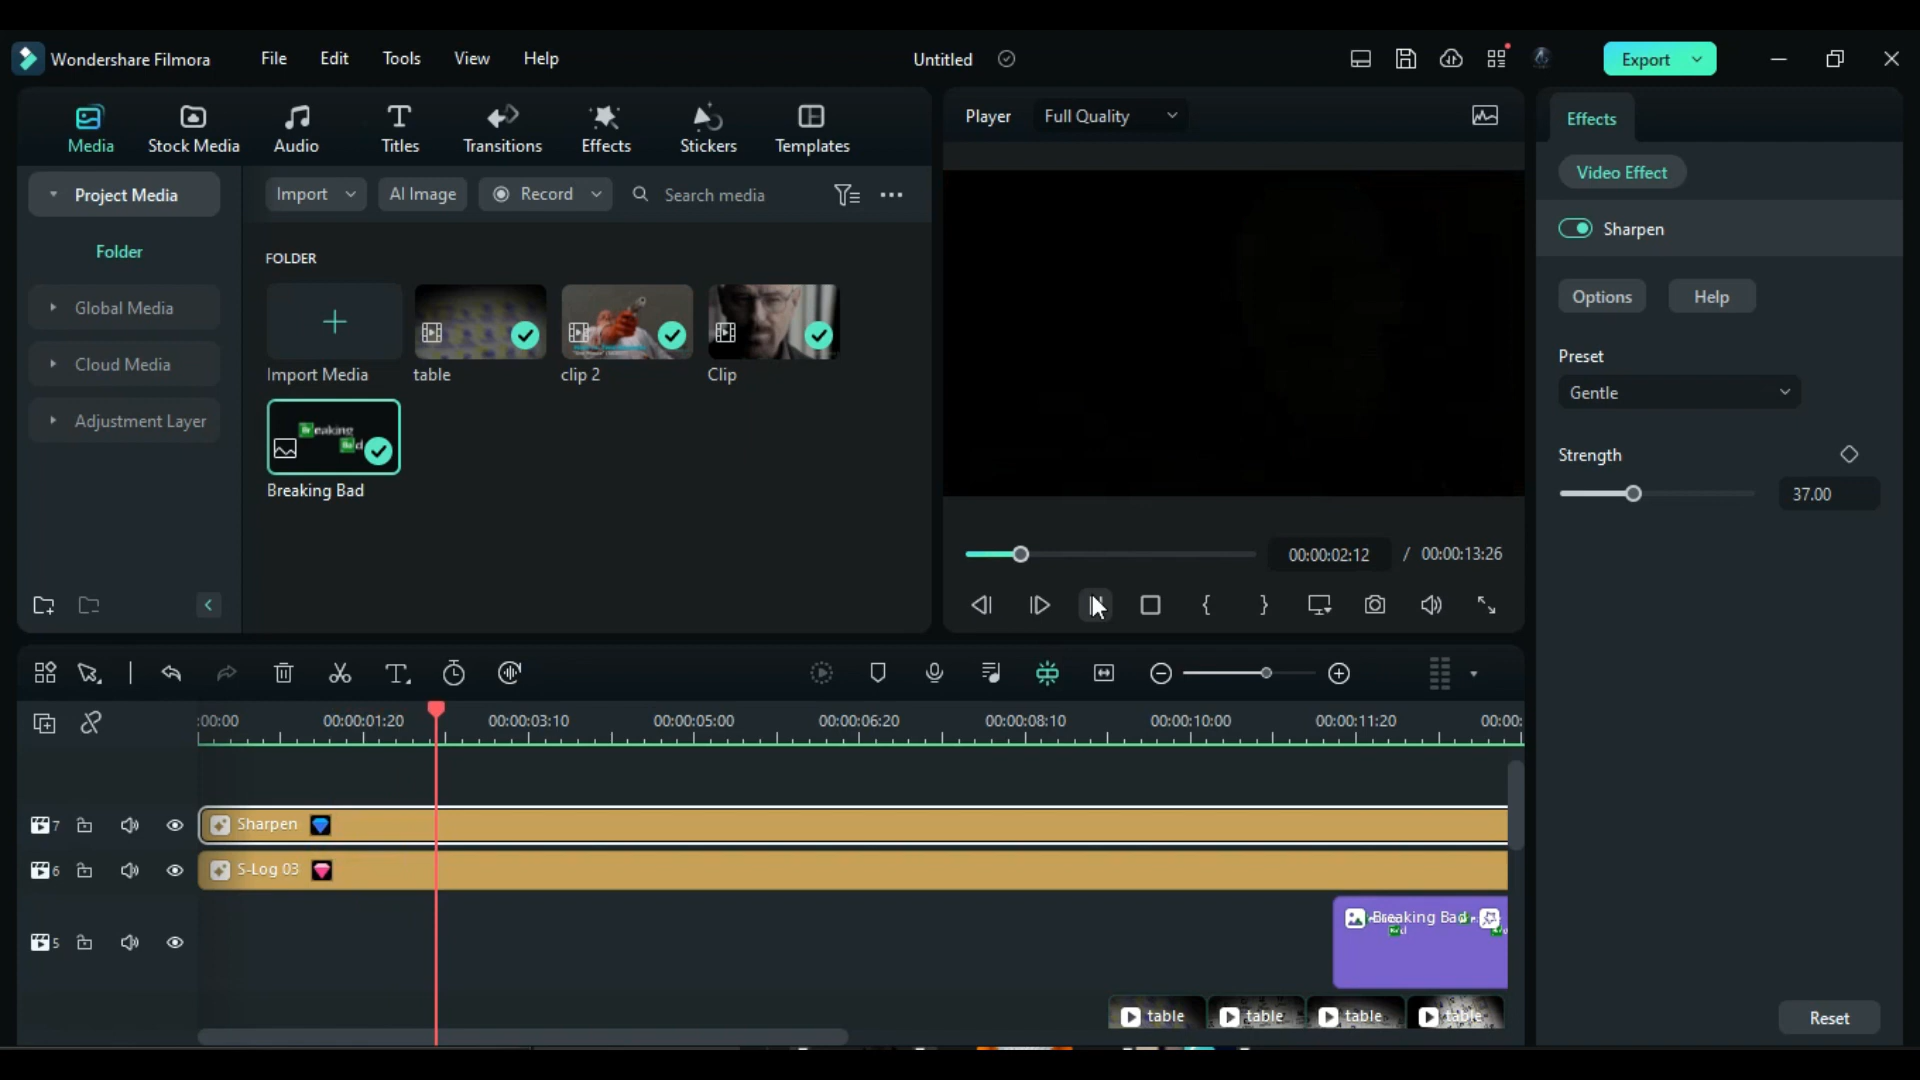 Wondershare Filmora
File
Edit
Tools
View
Help
Untitled
Export
Media
Stock Media
Audio
Titles
Transitions
Effects
Stickers
Templates
Player
Full Quality
Effects
Video Effect
Project Media
Import
AI Image
Record
Search media
Sharpen
Folder
FOLDER
Global Media
Options
Help
Cloud Media
Import Media
table
clip 2
Clip
Preset
Gentle
Adjustment Layer
Breaking Bad
Strength
37.00
00:00:02:12
/ 00:00:13:26
:00:00
00:00:01:20
00:00:03:10
00:00:05:00
00:00:06:20
00:00:08:10
00:00:10:00
00:00:11:20
00:00:
7
Sharpen
6
S-Log 03
5
Breaking Bad
table
table
table
table
Reset